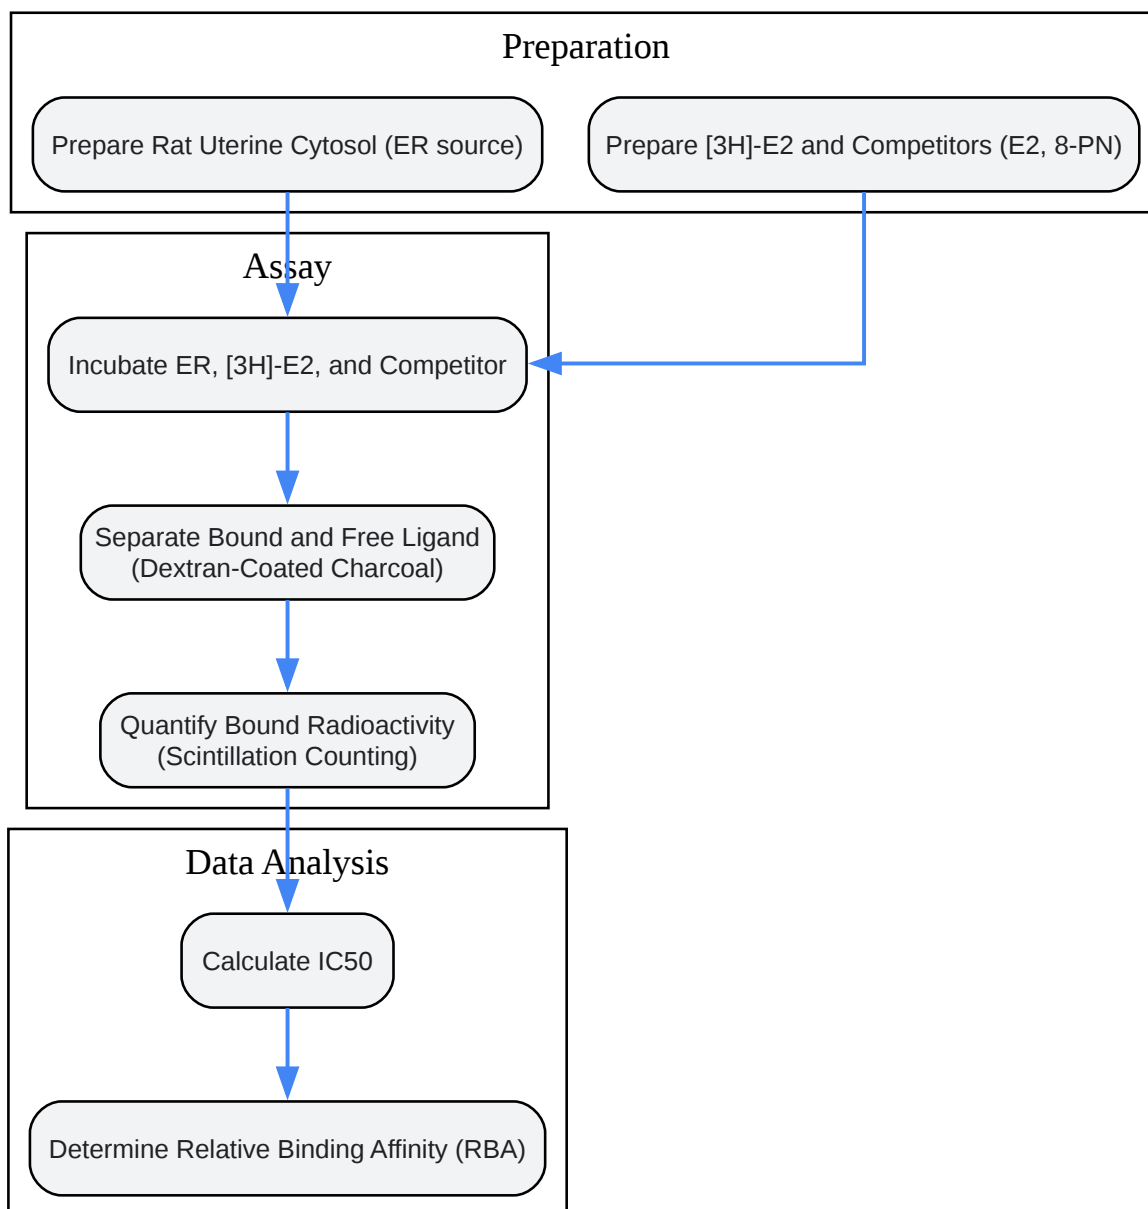 Preparation
Prepare Rat Uterine Cytosol (ER source)
Prepare [3H]-E2 and Competitors (E2, 8-PN)
Assay
Incubate ER, [3H]-E2, and Competitor
Separate Bound and Free Ligand
(Dextran-Coated Charcoal)
Quantify Bound Radioactivity
(Scintillation Counting)
Data Analysis
Calculate IC50
Determine Relative Binding Affinity (RBA)